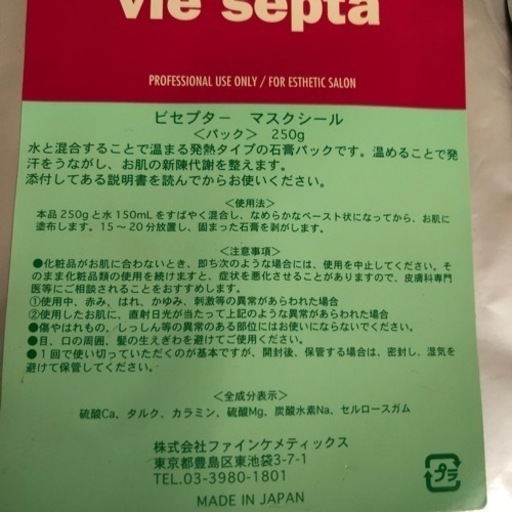 vie septa
PROFESSIONAL USE ONLY / FOR ESTHETIC SALON
ビセプター マスクシール
＜パック＞ 250g
水と混合することで温まる発熱タイプの石膏パックです。温めることで発
汗をうながし、お肌の新陳代謝を整えます。
添付してある説明書を読んでからお使いください。
＜使用法＞
本品250gと水150mLをすばやく混合し、なめらかなペースト状になってから、お肌に
塗布します。15～20分放置し、固まった石膏を剥がします。
＜注意事項＞
●化粧品がお肌に合わないとき、即ち次のような場合には、使用を中止してください。そ
のまま化粧品類の使用を続けますと、症状を悪化させることがありますので、皮膚科専門
医等にご相談されることをおすすめします。
①使用中、赤み、はれ、かゆみ、刺激等の異常があらわれた場合
②使用したお肌に、直射日光が当たって上記のような異常があらわれた場合
●傷やはれもの、しっしん等の異常のある部位にはお使いにならないでください。
●目、口の周囲、髪の生えぎわを避けてご使用ください。
●1回で使い切っていただくのが基本ですが、開封後、保管する場合は、密封し、湿気を
避けて保管してください。
＜全成分表示＞
硫酸Ca、タルク、カラミン、硫酸Mg、炭酸水素Na、セルロースガム
株式会社ファインケメティックス
東京都豊島区東池袋3-7-1
TEL.03-3980-1801
プラ
MADE IN JAPAN